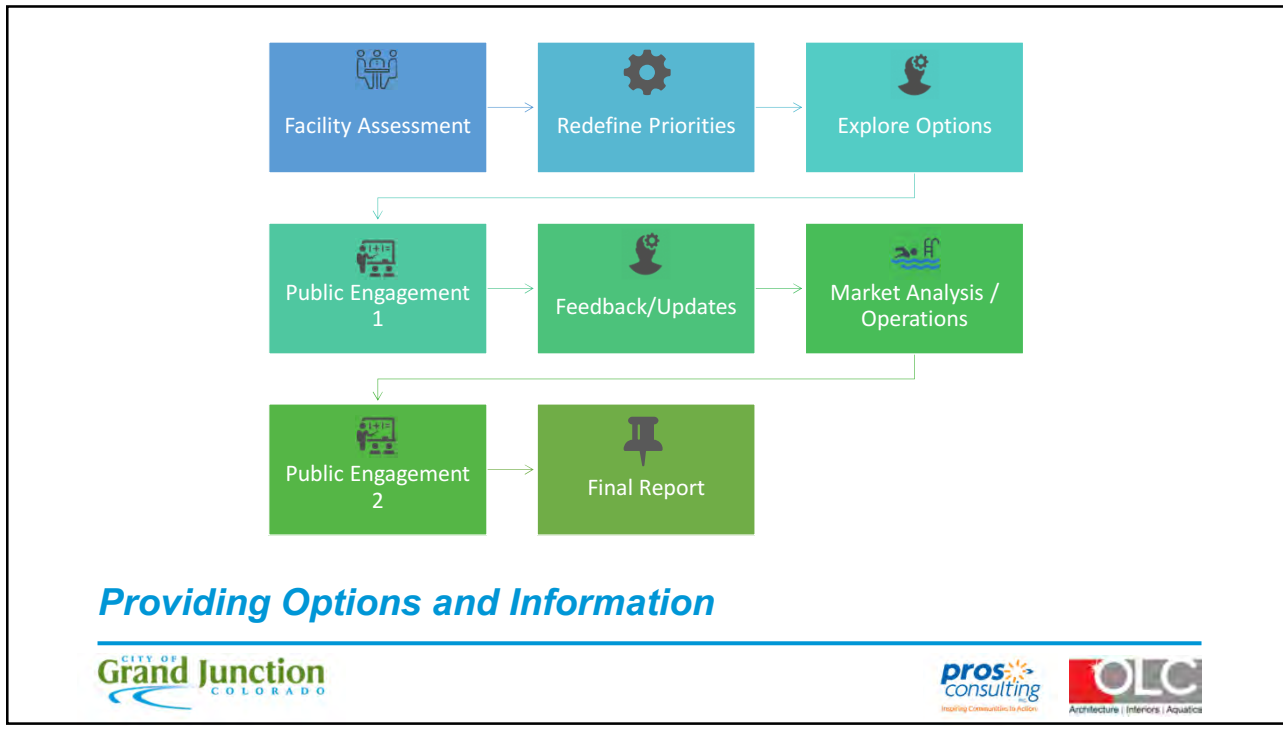 Facility Assessment
Redefine Priorities
Explore Options
Public Engagement
1
Feedback/Updates
Market Analysis /
Operations
Public Engagement
2
Final Report
Providing Options and Information
CITY OF
Grand Junction
COLORADO
pros
consulting
INC
Inspiring Communities to Action
OLC
Architecture | Interiors | Aquatics